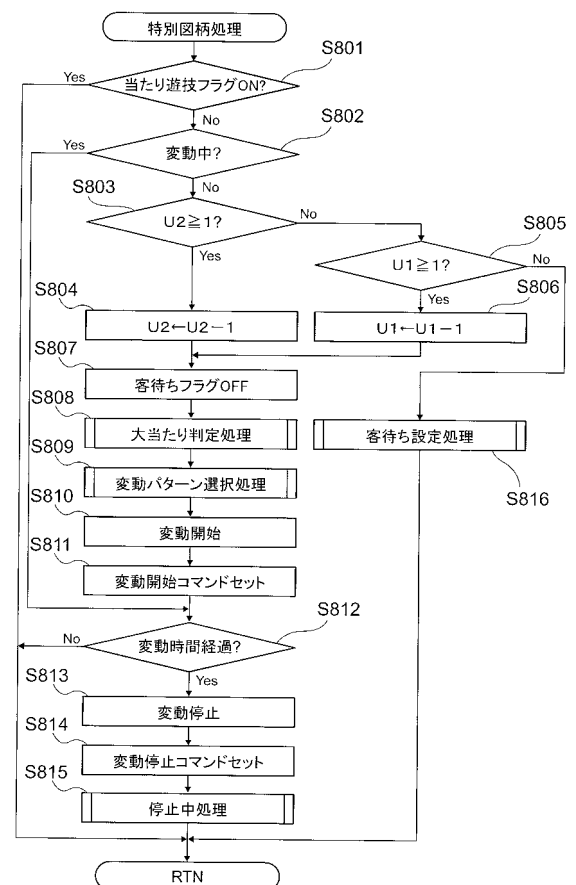 特別図柄処理
S801
Yes
当たり遊技フラグON?
No
S802
Yes
変動中?
No
S803
U2≧1?
No
Yes
S805
U1≧1?
No
Yes
S804
U2←U2－1
S806
U1←U1－1
S807
客待ちフラグOFF
S808
大当たり判定処理
客待ち設定処理
S816
S809
変動パターン選択処理
S810
変動開始
S811
変動開始コマンドセット
S812
No
変動時間経過?
Yes
S813
変動停止
S814
変動停止コマンドセット
S815
停止中処理
RTN